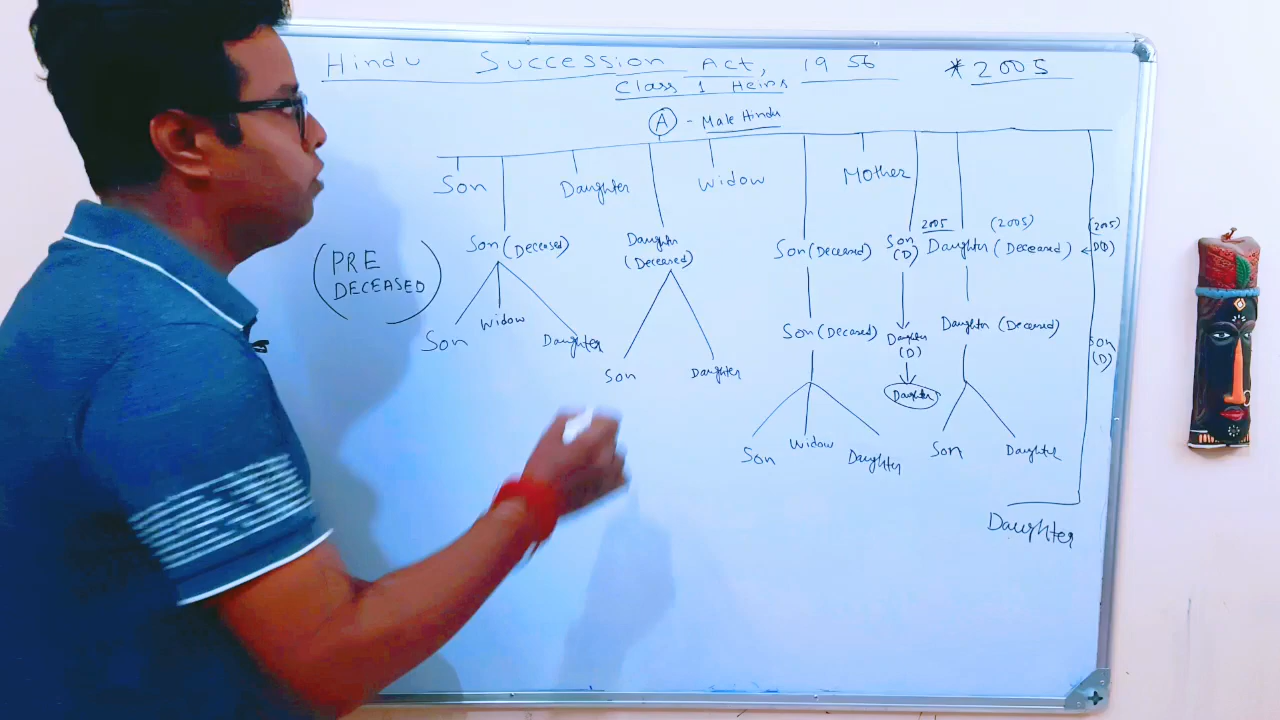 Hindu Succession Act, 1956 *2005
Class 1 Heirs
A - Male Hindu
Son Daughter Widow Mother
Son (Deceased) Daughter (Deceased) Son (Deceased) Son (D) 2005 Daughter (Deceased) (2005) (2005) D(D)
(PRE DECEASED)
Son Widow Daughter
Son Daughter
Son (Deceased) Daughter (D) Daughter (Deceased) Son (D)
Daughter
Son Widow Daughter Son Daughter
Daughter